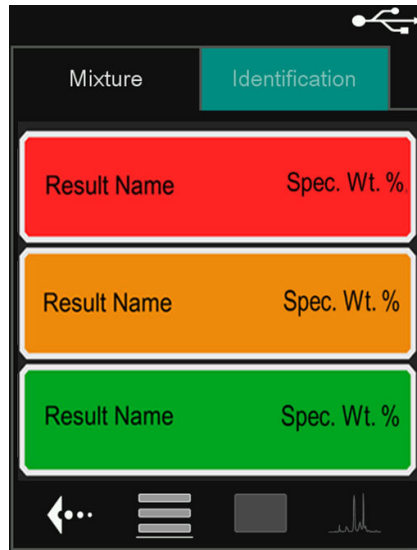 Mixture Identification
Result Name Spec. Wt. %
Result Name Spec. Wt. %
Result Name Spec. Wt. %